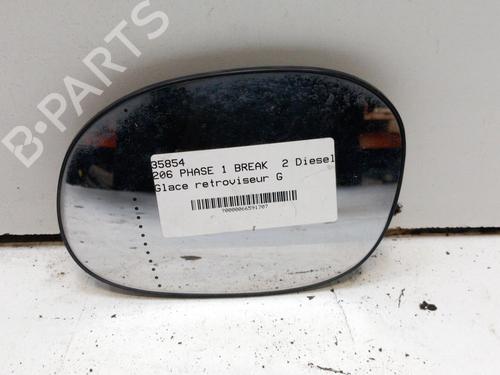 B-PARTS
35854
206 PHASE 1 BREAK 2 Diesel
Glace retroviseur G